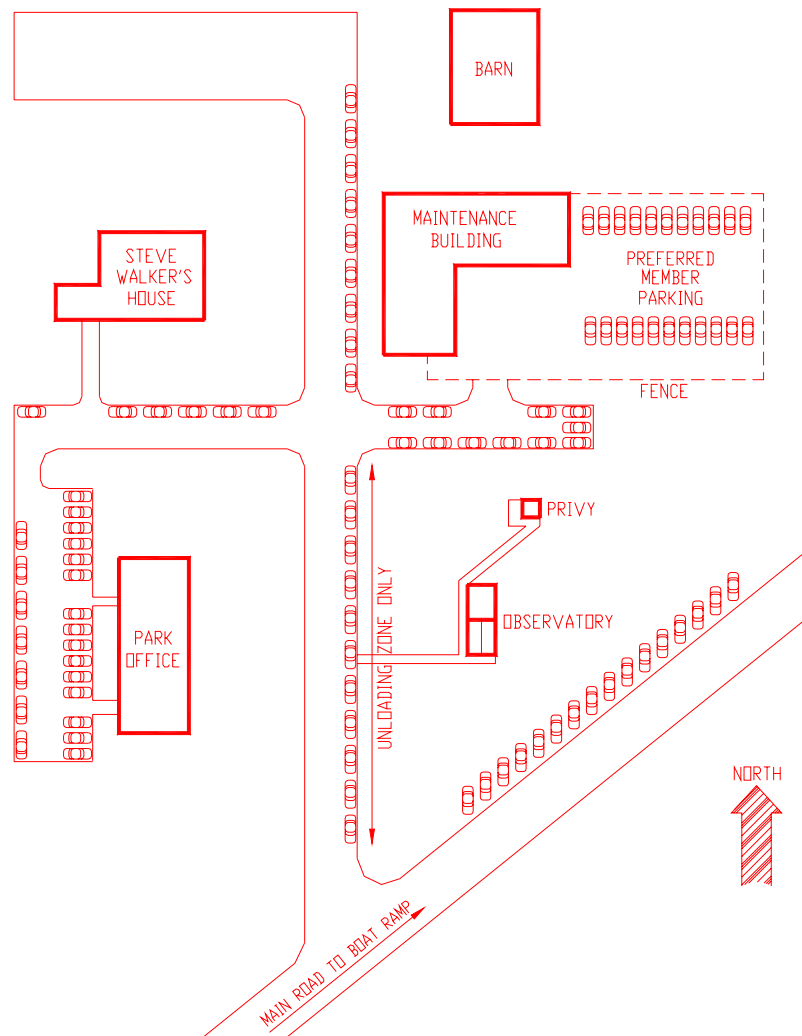 BARN
MAINTENANCE
BUILDING
STEVE
WALKER'S
HOUSE
PREFERRED
MEMBER
PARKING
FENCE
PRIVY
OBSERVATORY
UNLOADING ZONE ONLY
PARK
OFFICE
NORTH
MAIN ROAD TO BOAT RAMP